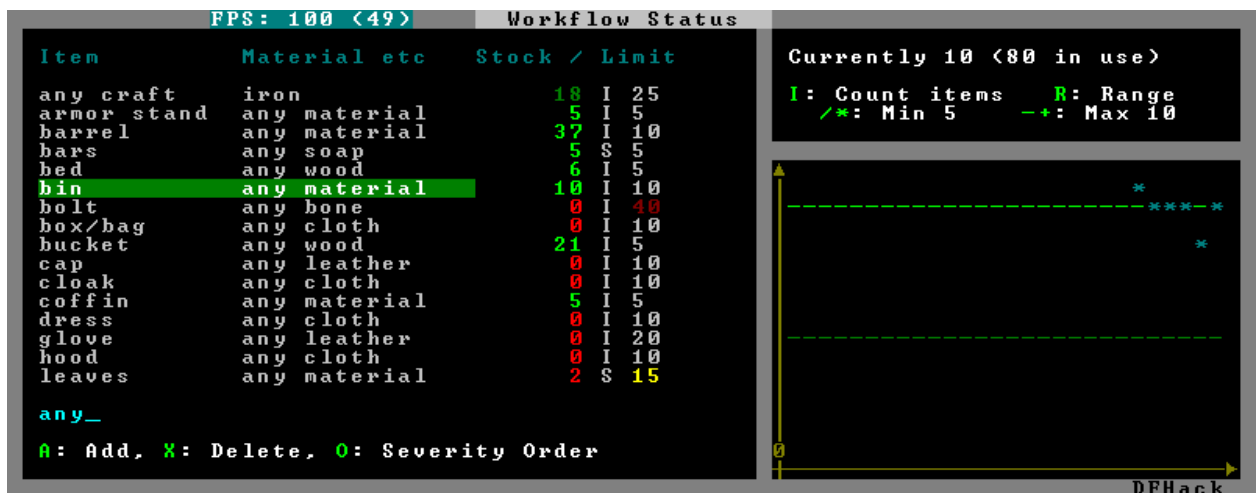 FPS: 100 (49) Workflow Status
Item Material etc Stock / Limit
any craft iron 18 I 25
armor stand any material 5 I 5
barrel any material 37 I 10
bars any soap 5 S 5
bed any wood 6 I 5
bin any material 10 I 10
bolt any bone 0 I 40
box/bag any cloth 0 I 10
bucket any wood 21 I 5
cap any leather 0 I 10
cloak any cloth 0 I 10
coffin any material 5 I 5
dress any cloth 0 I 10
glove any leather 0 I 20
hood any cloth 0 I 10
leaves any material 2 S 15
any_
A: Add, X: Delete, O: Severity Order
Currently 10 (80 in use)
I: Count items R: Range
/*: Min 5 -+: Max 10
0
DFHack